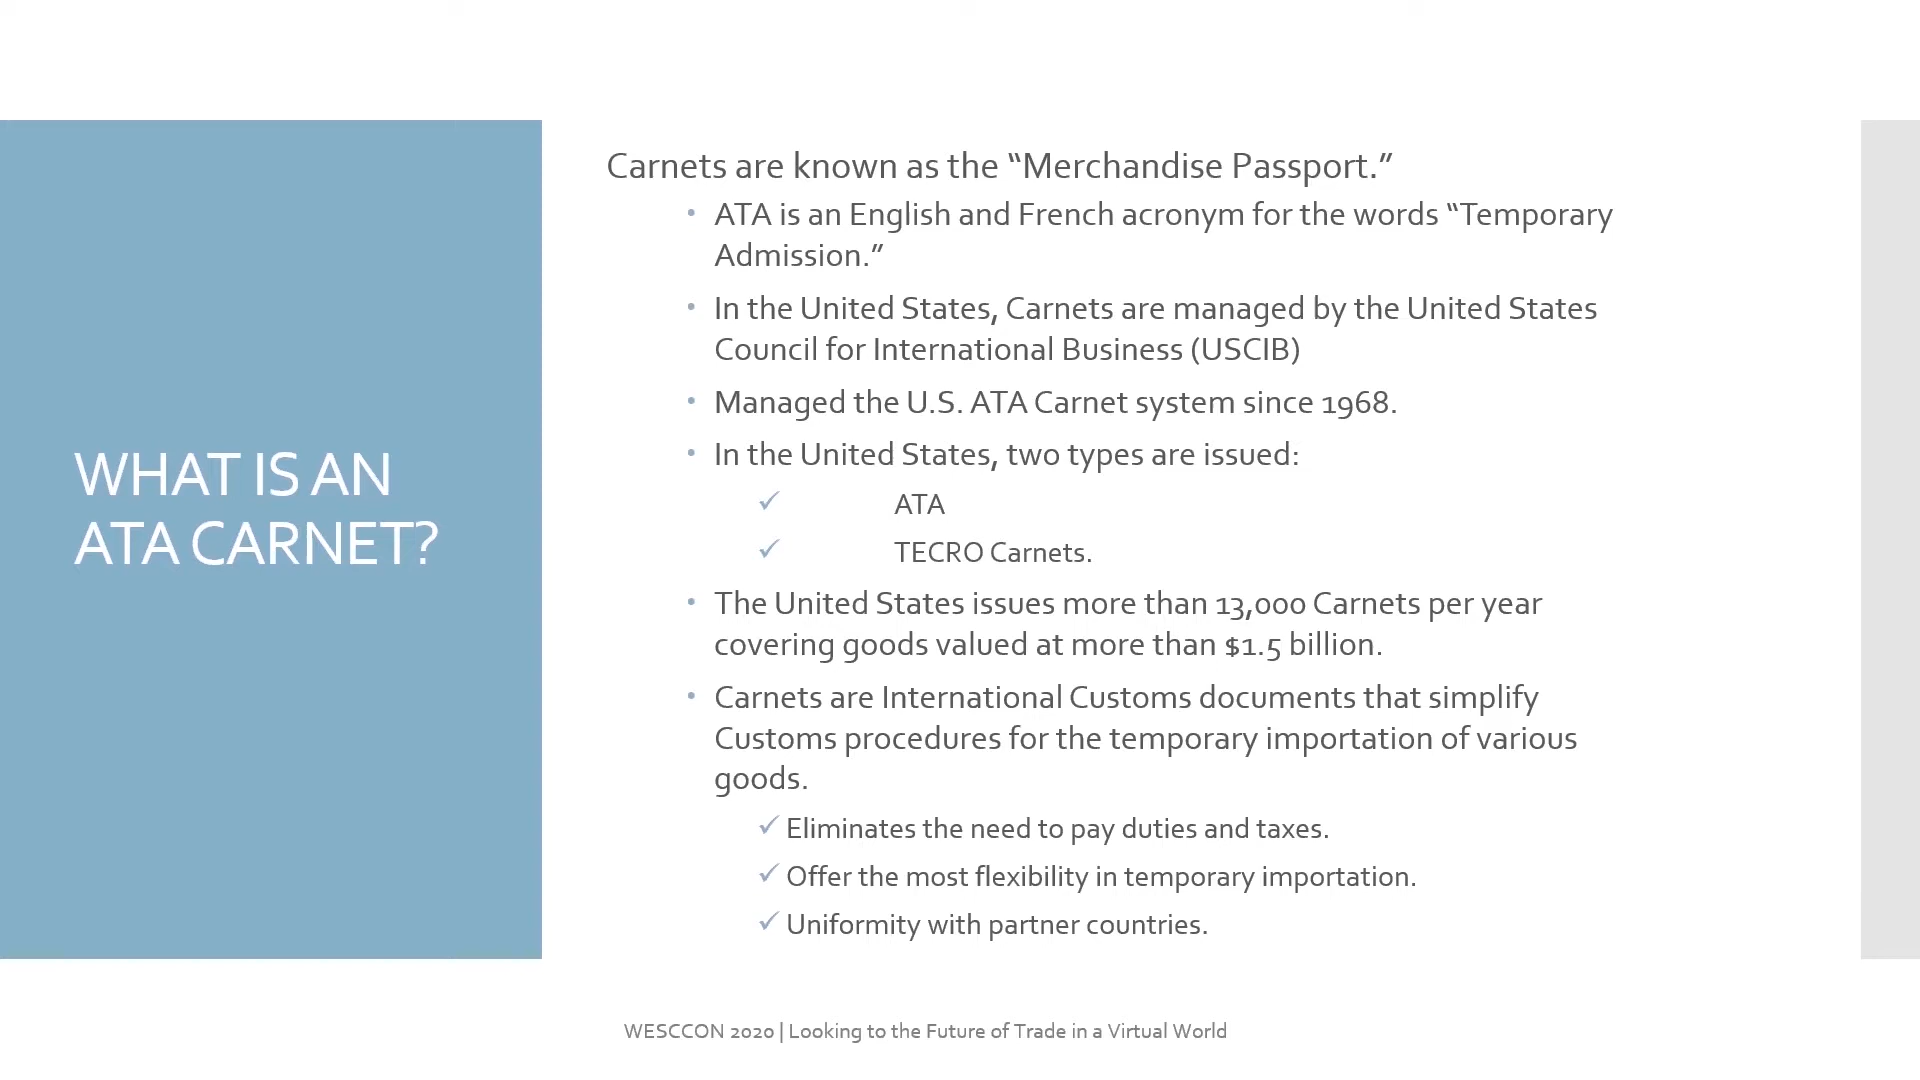 WHAT IS AN
ATA CARNET?
Carnets are known as the “Merchandise Passport.”
• ATA is an English and French acronym for the words “Temporary
Admission.”
• In the United States, Carnets are managed by the United States
Council for International Business (USCIB)
• Managed the U.S. ATA Carnet system since 1968.
• In the United States, two types are issued:
✓ ATA
✓ TECRO Carnets.
• The United States issues more than 13,000 Carnets per year
covering goods valued at more than $1.5 billion.
• Carnets are International Customs documents that simplify
Customs procedures for the temporary importation of various
goods.
✓ Eliminates the need to pay duties and taxes.
✓ Offer the most flexibility in temporary importation.
✓ Uniformity with partner countries.
WESCCON 2020 | Looking to the Future of Trade in a Virtual World